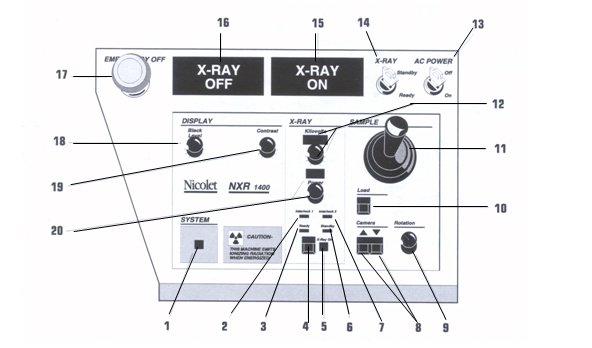 16
15
14
13
EMERGENCY OFF
X-RAY
OFF
X-RAY
ON
X-RAY
AC POWER
Standby
Off
Ready
On
17
12
DISPLAY
X-RAY
SAMPLE
Black
Level
Contrast
Kilovolts
18
11
19
Nicolet
NXR 1400
Load
10
20
Interlock 1
Interlock 2
SYSTEM
CAUTION-
THIS MACHINE EMITS
IONIZING RADIATION
WHEN ENERGIZED
Ready
Standby
X-Ray On
Camera
Rotation
1
2
3
4
5
6
7
8
9